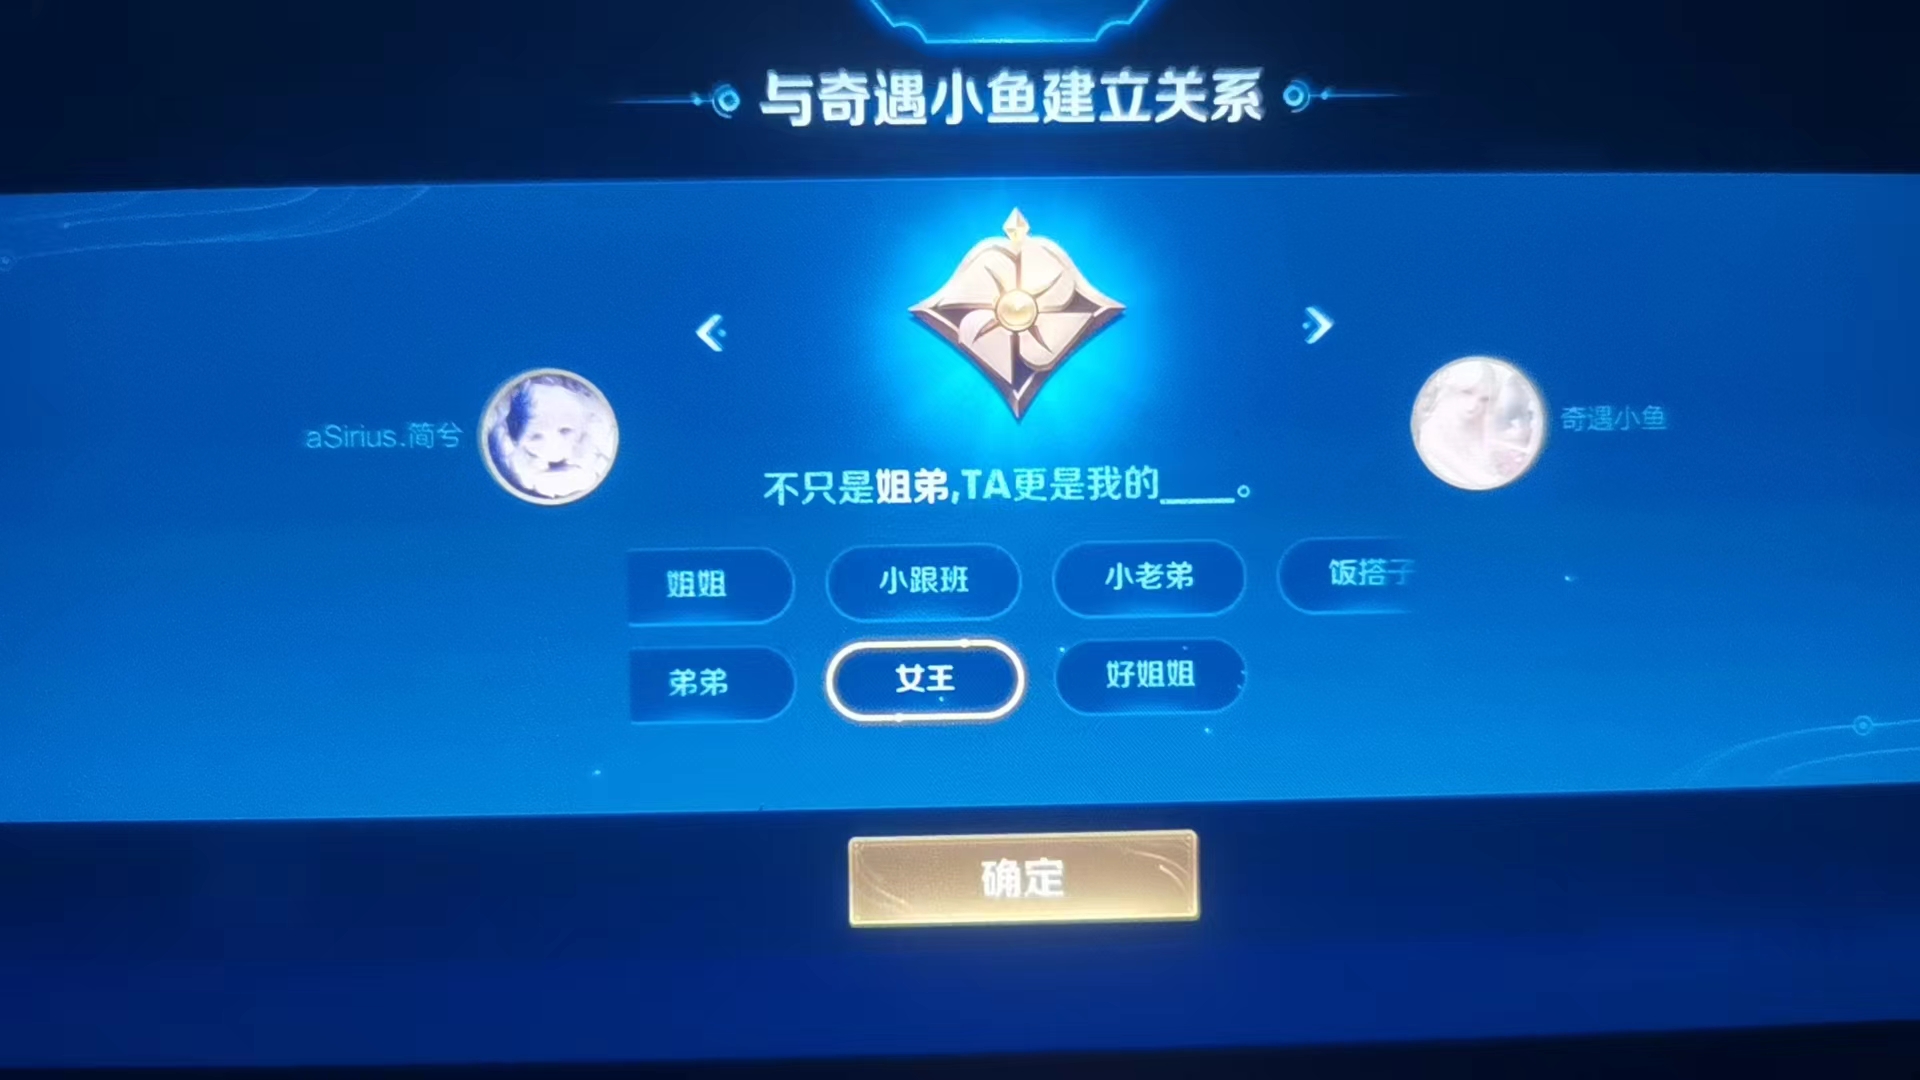 与奇遇小鱼建立关系
aSirius.简兮
奇遇小鱼
不只是姐弟,TA更是我的____。
姐姐 小跟班 小老弟 饭搭子
弟弟 女王 好姐姐
确定